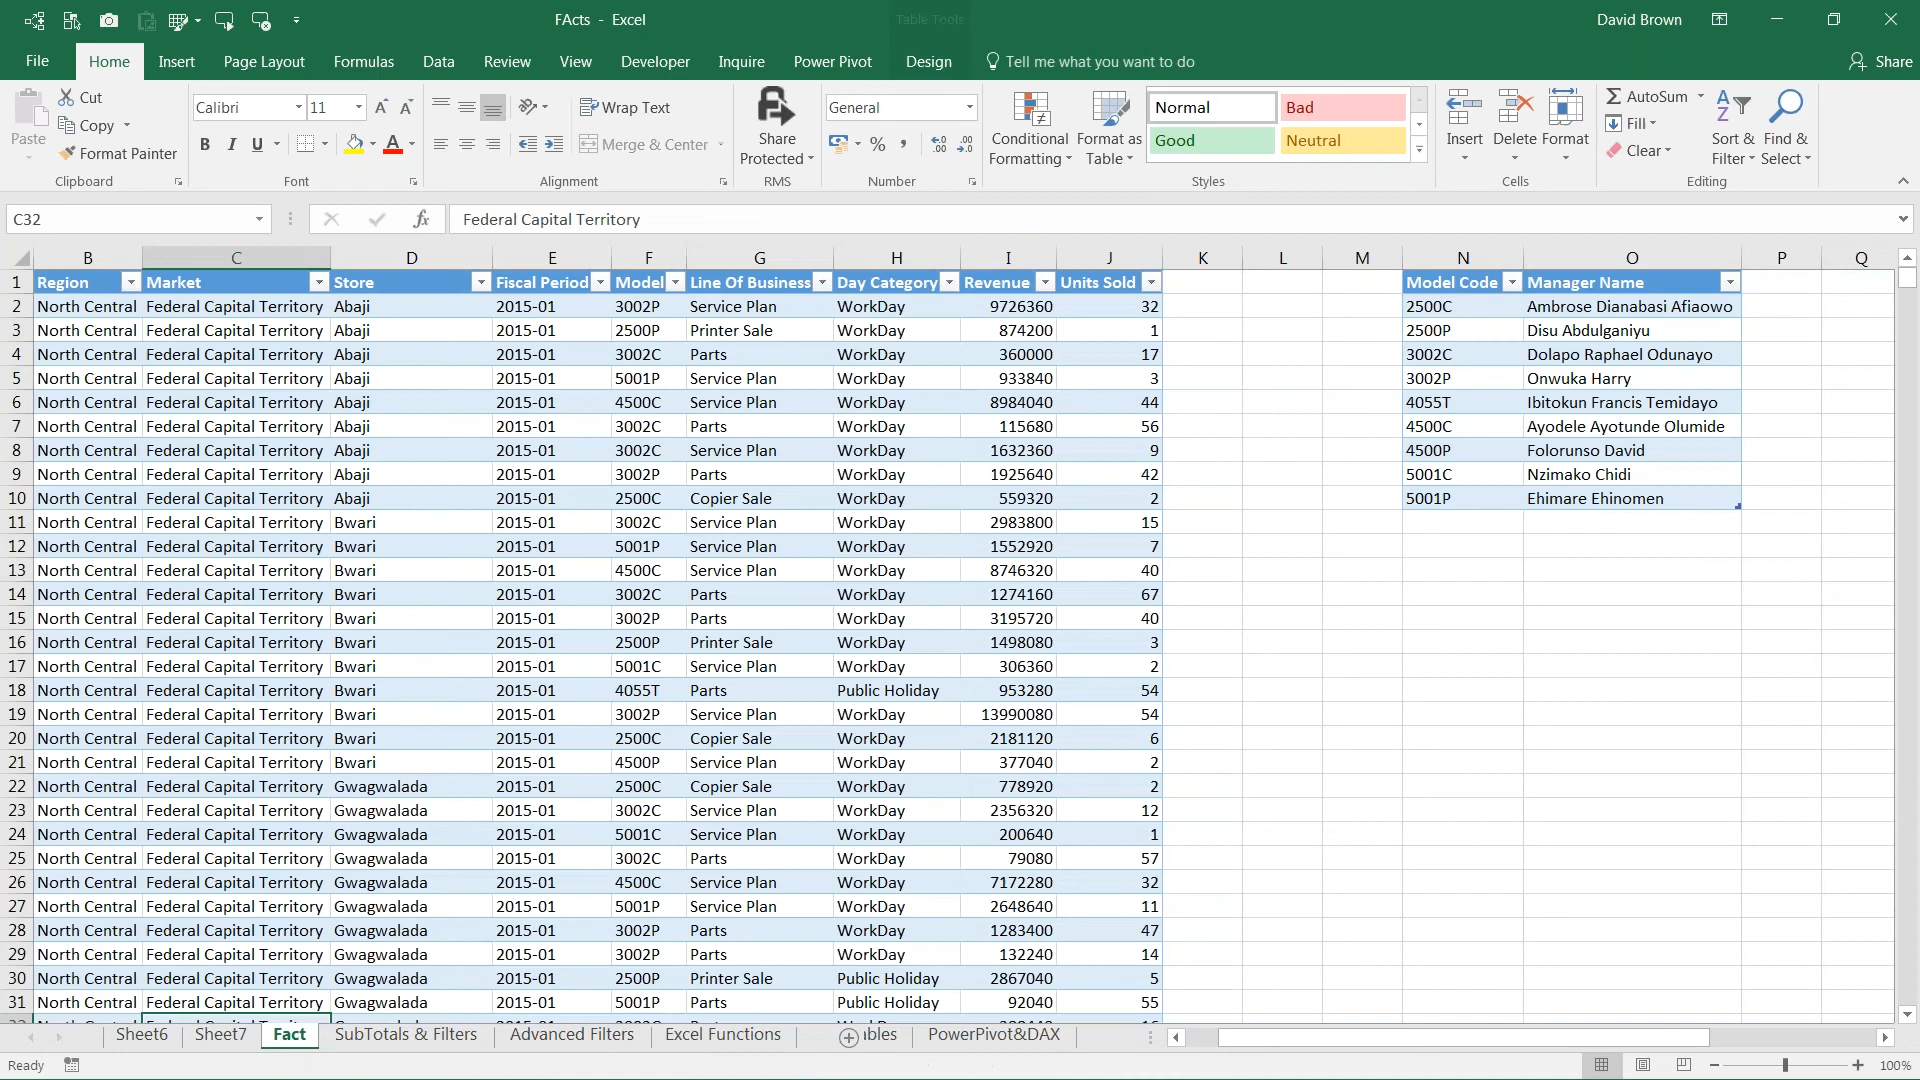 FActs - Excel
Table Tools
David Brown
File Home Insert Page Layout Formulas Data Review View Developer Inquire Power Pivot Design Tell me what you want to do Share
Paste
Cut
Copy
Format Painter
Clipboard
Calibri 11
B I U
Font
Wrap Text
Merge & Center
Alignment
Share
Protected
RMS
General
%
Number
Conditional
Formatting
Format as
Table
Normal Bad
Good Neutral
Styles
Insert Delete Format
Cells
AutoSum
Fill
Clear
Sort &
Filter
Find &
Select
Editing
C32 fx Federal Capital Territory
B C D E F G H I J K L M N O P Q
1 Region Market Store Fiscal Period Model Line Of Business Day Category Revenue Units Sold Model Code Manager Name
2 North Central Federal Capital Territory Abaji 2015-01 3002P Service Plan WorkDay 9726360 32 2500C Ambrose Dianabasi Afiaowo
3 North Central Federal Capital Territory Abaji 2015-01 2500P Printer Sale WorkDay 874200 1 2500P Disu Abdulganiyu
4 North Central Federal Capital Territory Abaji 2015-01 3002C Parts WorkDay 360000 17 3002C Dolapo Raphael Odunayo
5 North Central Federal Capital Territory Abaji 2015-01 5001P Service Plan WorkDay 933840 3 3002P Onwuka Harry
6 North Central Federal Capital Territory Abaji 2015-01 4500C Service Plan WorkDay 8984040 44 4055T Ibitokun Francis Temidayo
7 North Central Federal Capital Territory Abaji 2015-01 3002C Parts WorkDay 115680 56 4500C Ayodele Ayotunde Olumide
8 North Central Federal Capital Territory Abaji 2015-01 3002C Service Plan WorkDay 1632360 9 4500P Folorunso David
9 North Central Federal Capital Territory Abaji 2015-01 3002P Parts WorkDay 1925640 42 5001C Nzimako Chidi
10 North Central Federal Capital Territory Abaji 2015-01 2500C Copier Sale WorkDay 559320 2 5001P Ehimare Ehinomen
11 North Central Federal Capital Territory Bwari 2015-01 3002C Service Plan WorkDay 2983800 15
12 North Central Federal Capital Territory Bwari 2015-01 5001P Service Plan WorkDay 1552920 7
13 North Central Federal Capital Territory Bwari 2015-01 4500C Service Plan WorkDay 8746320 40
14 North Central Federal Capital Territory Bwari 2015-01 3002C Parts WorkDay 1274160 67
15 North Central Federal Capital Territory Bwari 2015-01 3002P Parts WorkDay 3195720 40
16 North Central Federal Capital Territory Bwari 2015-01 2500P Printer Sale WorkDay 1498080 3
17 North Central Federal Capital Territory Bwari 2015-01 5001C Service Plan WorkDay 306360 2
18 North Central Federal Capital Territory Bwari 2015-01 4055T Parts Public Holiday 953280 54
19 North Central Federal Capital Territory Bwari 2015-01 3002P Service Plan WorkDay 13990080 54
20 North Central Federal Capital Territory Bwari 2015-01 2500C Copier Sale WorkDay 2181120 6
21 North Central Federal Capital Territory Bwari 2015-01 4500P Service Plan WorkDay 377040 2
22 North Central Federal Capital Territory Gwagwalada 2015-01 2500C Copier Sale WorkDay 778920 2
23 North Central Federal Capital Territory Gwagwalada 2015-01 3002C Service Plan WorkDay 2356320 12
24 North Central Federal Capital Territory Gwagwalada 2015-01 5001C Service Plan WorkDay 200640 1
25 North Central Federal Capital Territory Gwagwalada 2015-01 3002C Parts WorkDay 79080 57
26 North Central Federal Capital Territory Gwagwalada 2015-01 4500C Service Plan WorkDay 7172280 32
27 North Central Federal Capital Territory Gwagwalada 2015-01 5001P Service Plan WorkDay 2648640 11
28 North Central Federal Capital Territory Gwagwalada 2015-01 3002P Parts WorkDay 1283400 47
29 North Central Federal Capital Territory Gwagwalada 2015-01 3002P Parts WorkDay 132240 14
30 North Central Federal Capital Territory Gwagwalada 2015-01 2500P Printer Sale Public Holiday 2867040 5
31 North Central Federal Capital Territory Gwagwalada 2015-01 5001P Parts Public Holiday 92040 55
Sheet6 Sheet7 Fact SubTotals & Filters Advanced Filters Excel Functions ables PowerPivot&DAX
Ready 100%